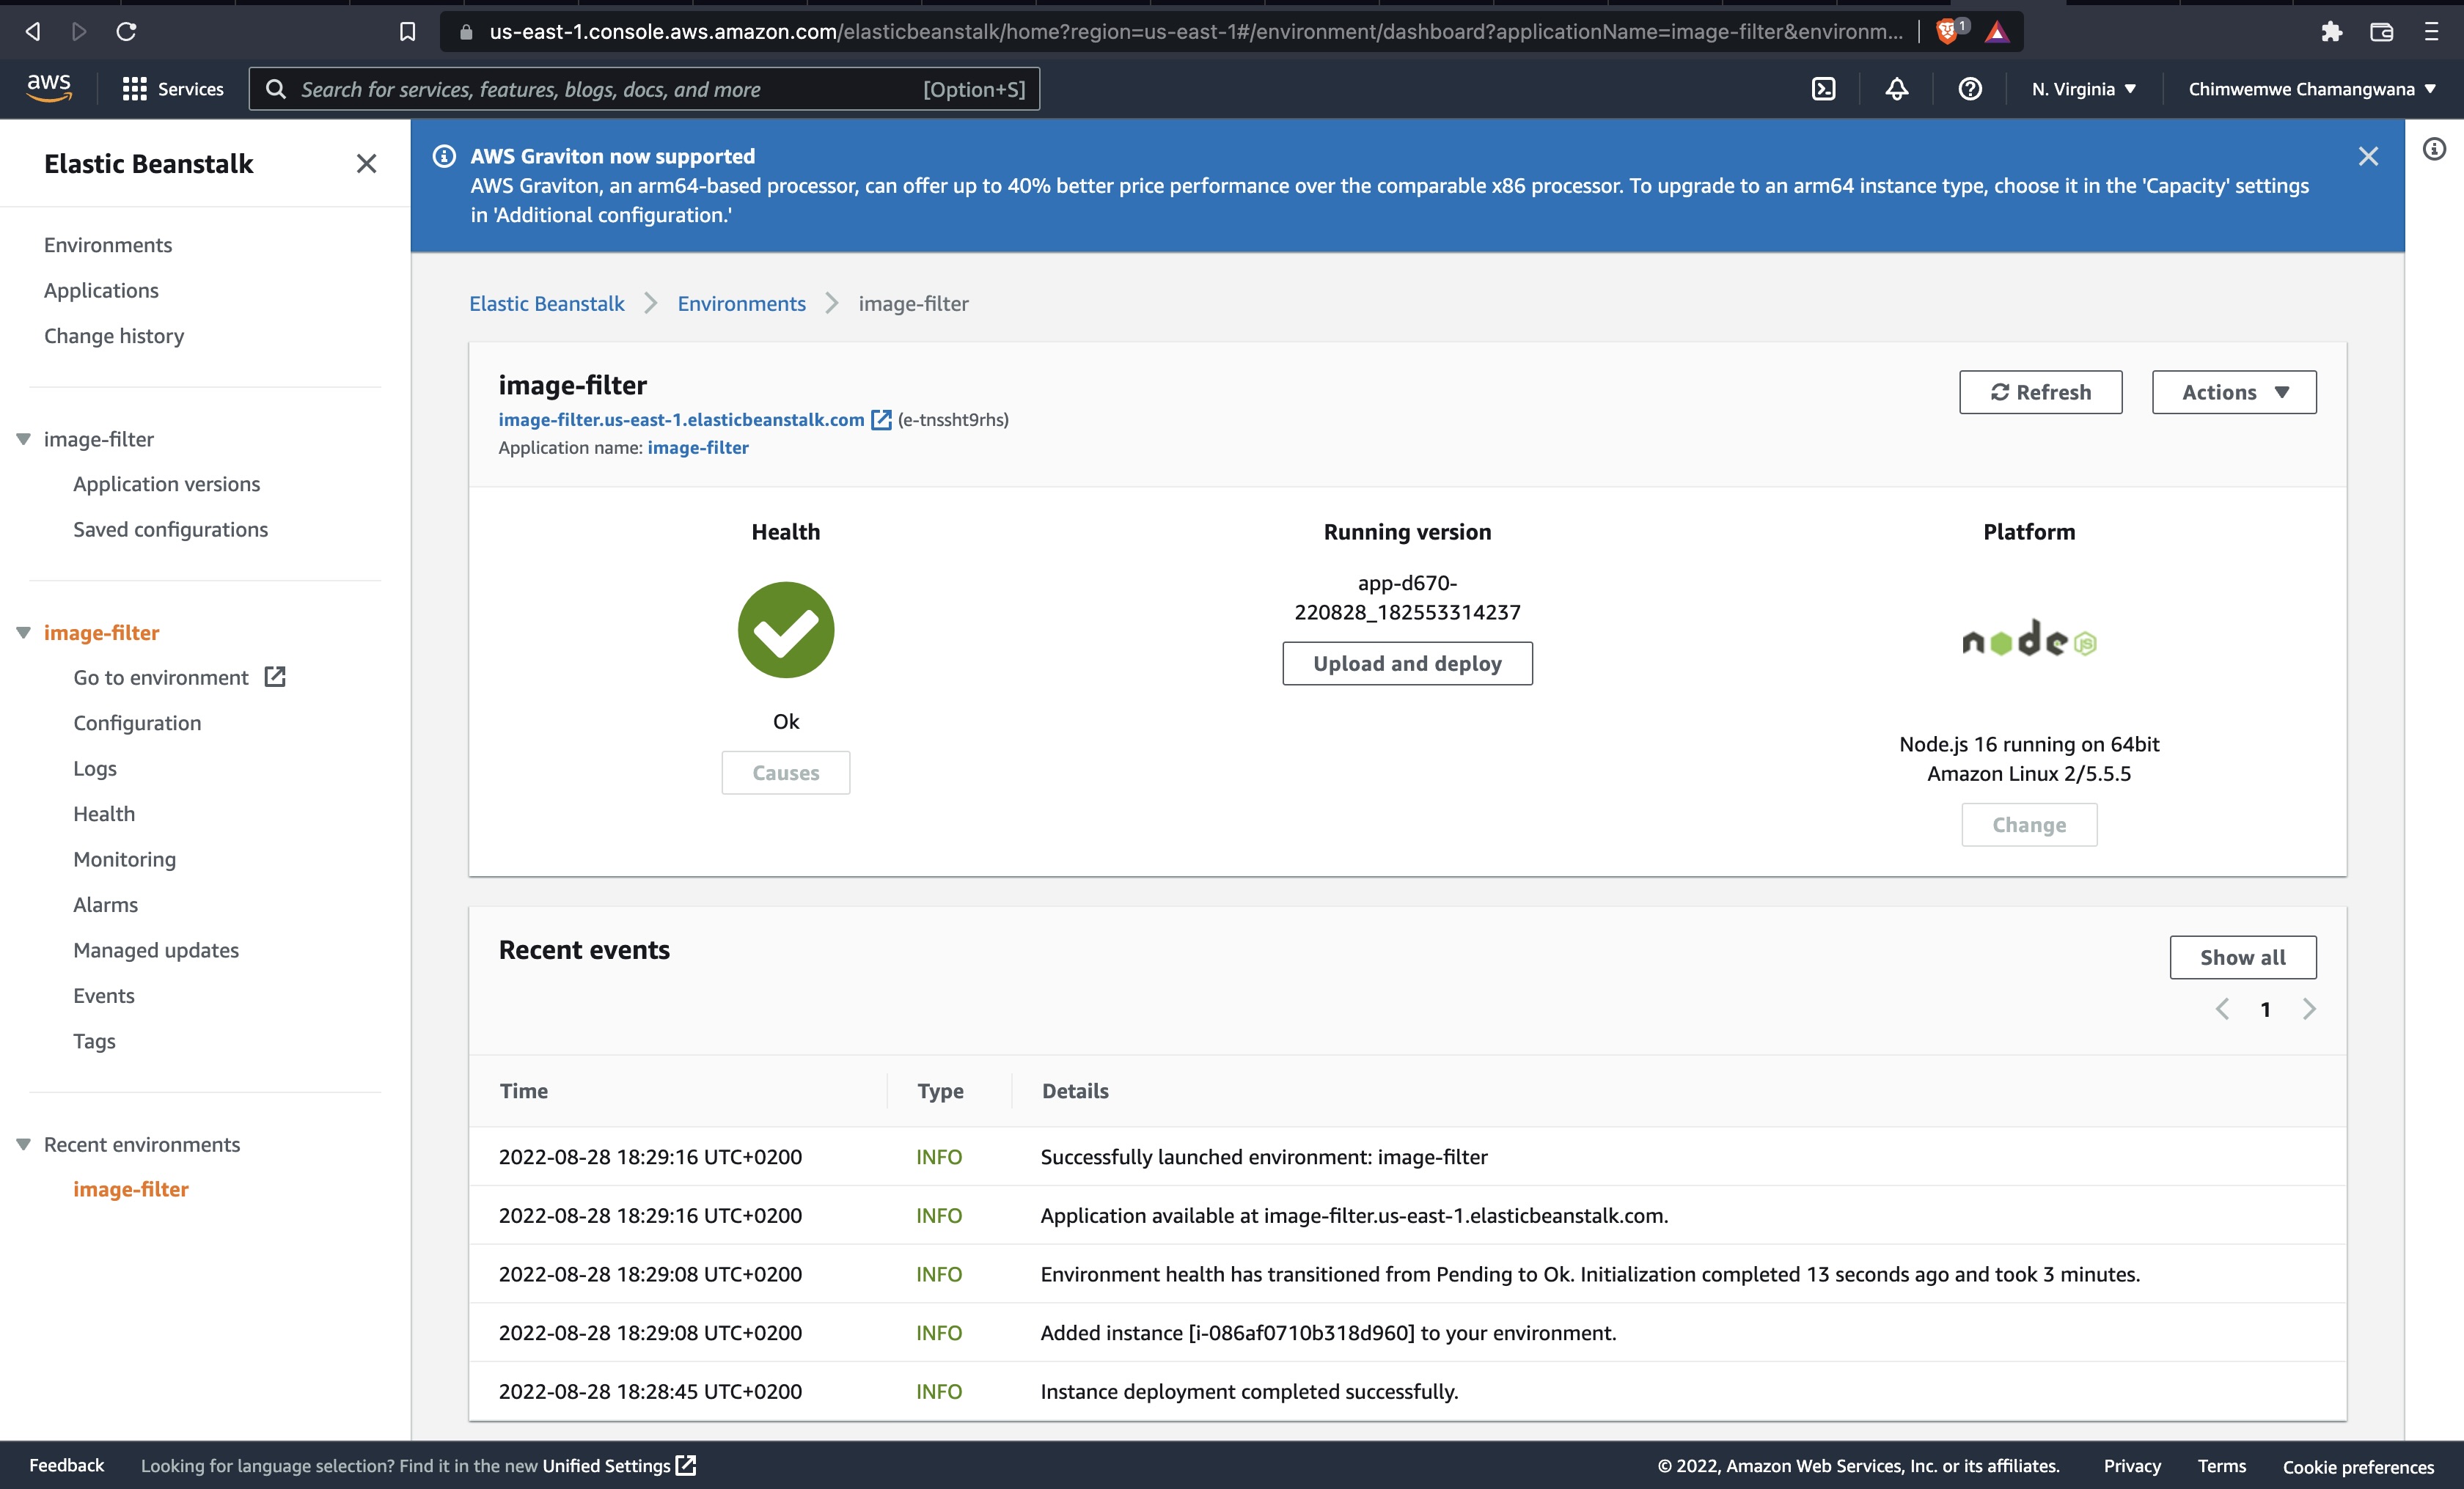 us-east-1.console.aws.amazon.com/elasticbeanstalk/home?region=us-east-1#/environment/dashboard?applicationName=image-filter&environm...
1
aws
Services
Search for services, features, blogs, docs, and more
[Option+S]
N. Virginia
Chimwemwe Chamangwana
Elastic Beanstalk
Environments
Applications
Change history
image-filter
Application versions
Saved configurations
image-filter
Go to environment
Configuration
Logs
Health
Monitoring
Alarms
Managed updates
Events
Tags
Recent environments
image-filter
AWS Graviton now supported
AWS Graviton, an arm64-based processor, can offer up to 40% better price performance over the comparable x86 processor. To upgrade to an arm64 instance type, choose it in the 'Capacity' settings
in 'Additional configuration.'
Elastic Beanstalk
Environments
image-filter
image-filter
image-filter.us-east-1.elasticbeanstalk.com (e-tnssht9rhs)
Application name: image-filter
Refresh
Actions
Health
Ok
Causes
Running version
app-d670-
220828_182553314237
Upload and deploy
Platform
node JS
Node.js 16 running on 64bit
Amazon Linux 2/5.5.5
Change
Recent events
Show all
1
Time Type Details
2022-08-28 18:29:16 UTC+0200 INFO Successfully launched environment: image-filter
2022-08-28 18:29:16 UTC+0200 INFO Application available at image-filter.us-east-1.elasticbeanstalk.com.
2022-08-28 18:29:08 UTC+0200 INFO Environment health has transitioned from Pending to Ok. Initialization completed 13 seconds ago and took 3 minutes.
2022-08-28 18:29:08 UTC+0200 INFO Added instance [i-086af0710b318d960] to your environment.
2022-08-28 18:28:45 UTC+0200 INFO Instance deployment completed successfully.
Feedback
Looking for language selection? Find it in the new Unified Settings
© 2022, Amazon Web Services, Inc. or its affiliates.
Privacy
Terms
Cookie preferences